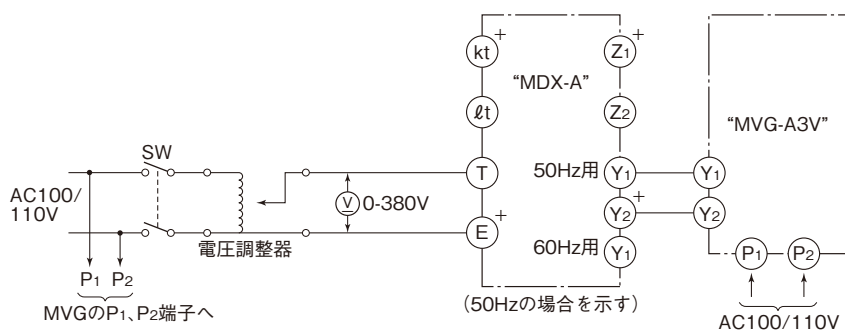 kt
+
Z1
+
"MDX-A"
ℓt
Z2
"MVG-A3V"
SW
AC100/
110V
V
0-380V
T
50Hz用
Y1
Y1
E
+
Y2
+
Y2
電圧調整器
60Hz用
Y1
P1
P2
P1
P2
MVGのP1、P2端子へ
(50Hzの場合を示す)
AC100/110V